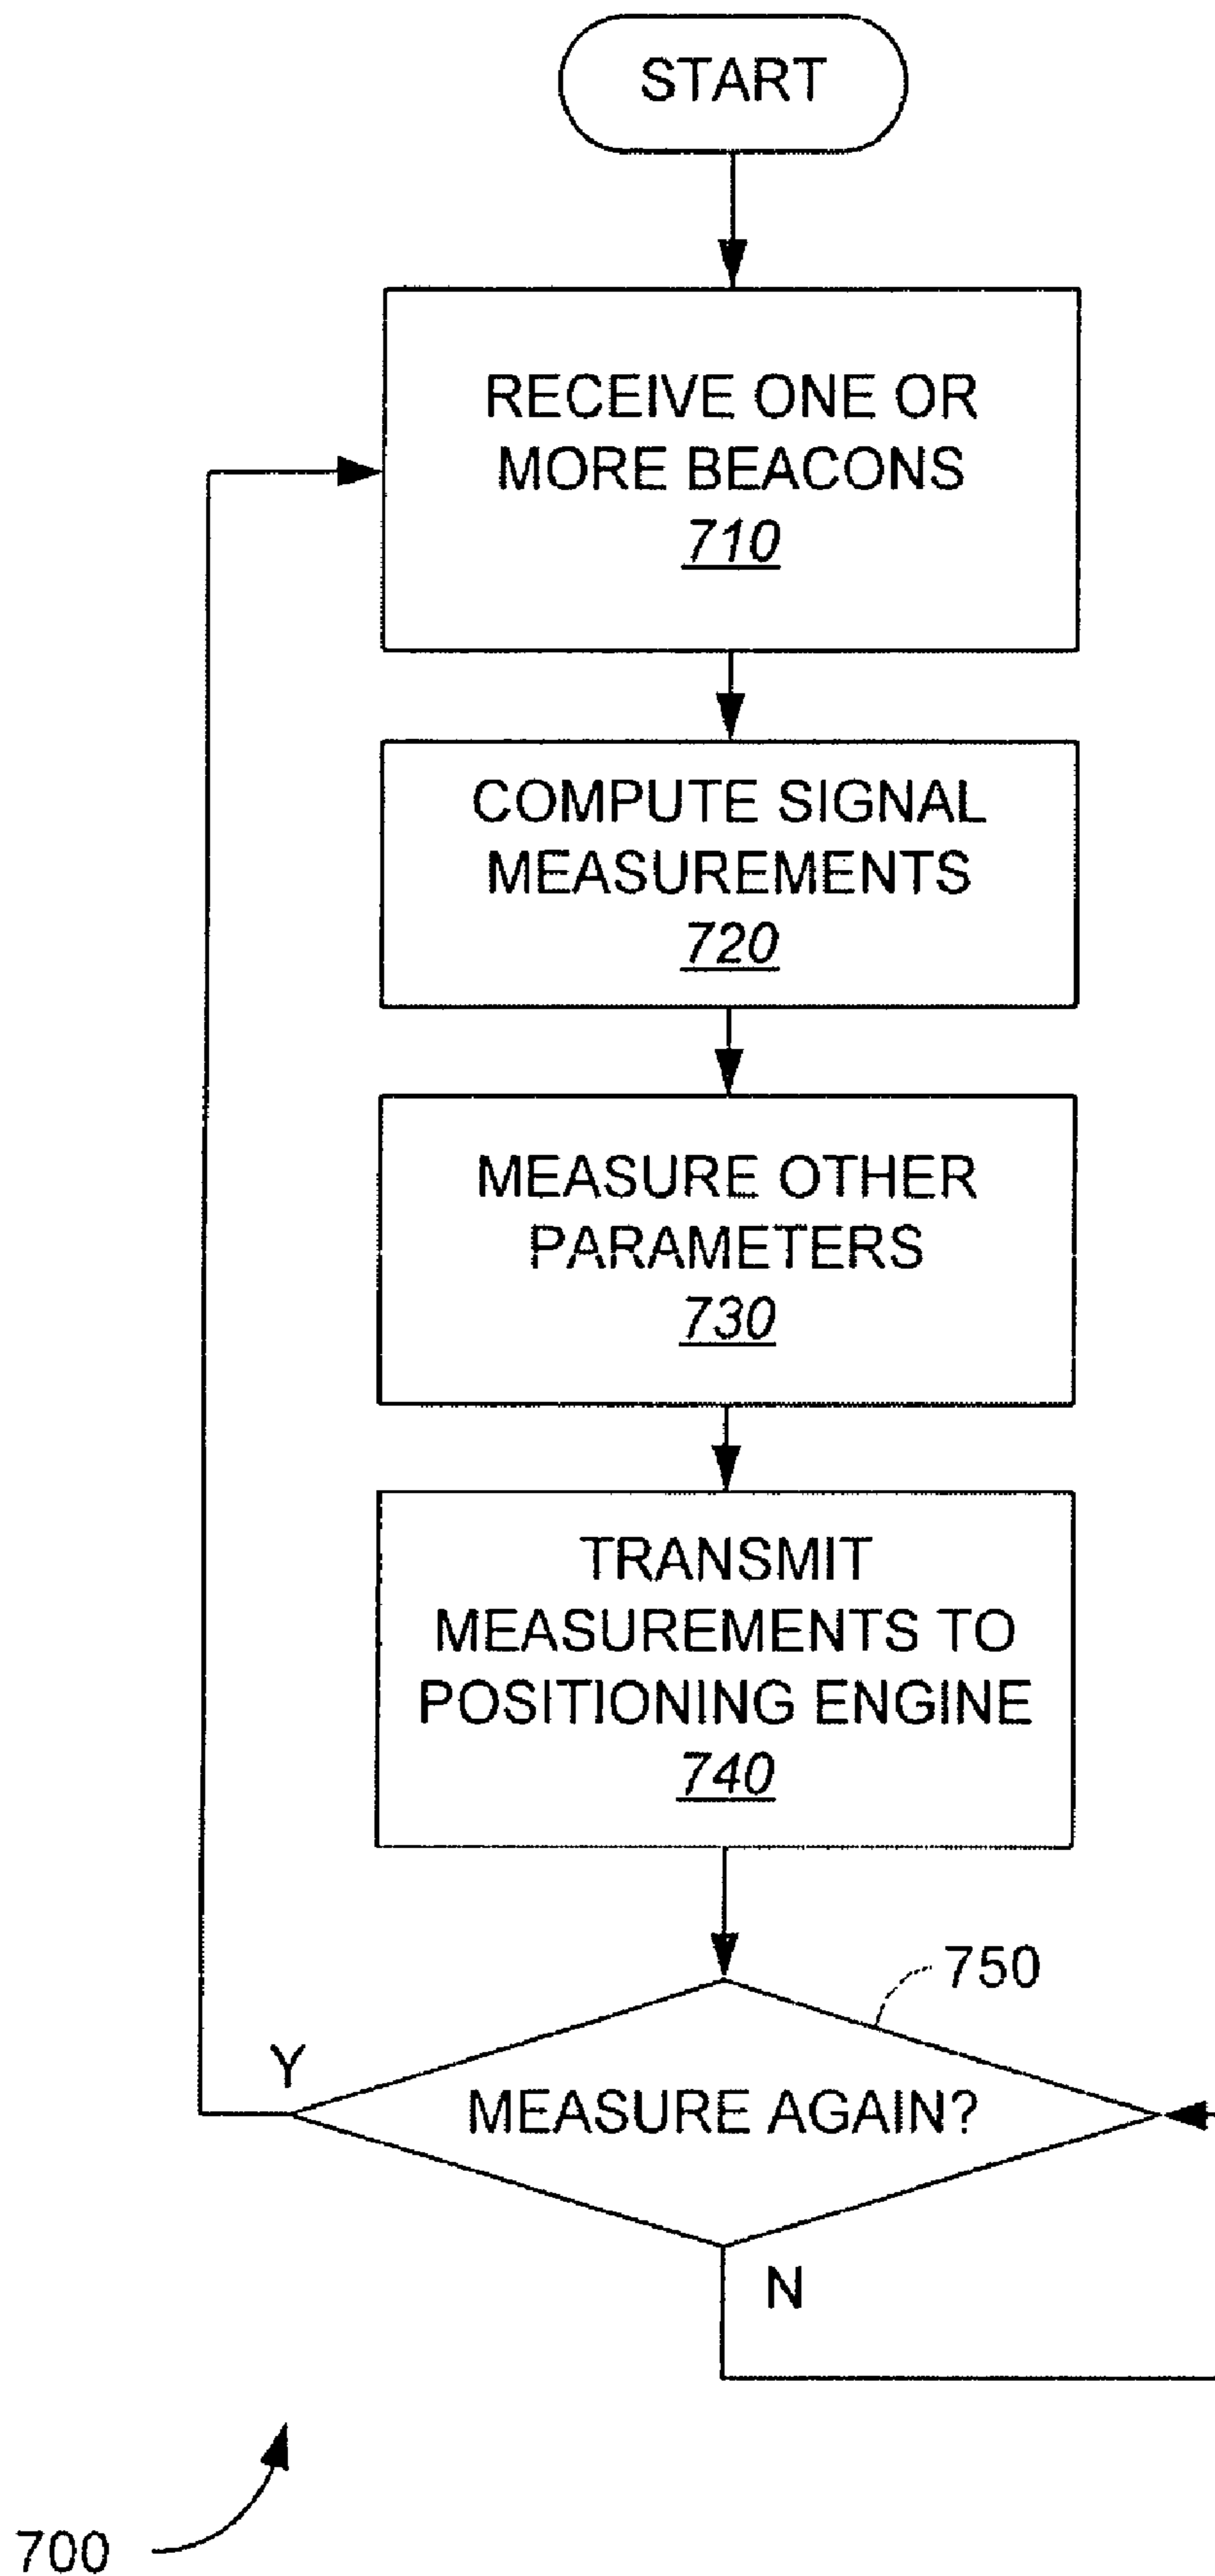 START
RECEIVE ONE OR
MORE BEACONS
710
COMPUTE SIGNAL
MEASUREMENTS
720
MEASURE OTHER
PARAMETERS
730
TRANSMIT
MEASUREMENTS TO
POSITIONING ENGINE
740
750
Y
MEASURE AGAIN?
N
700